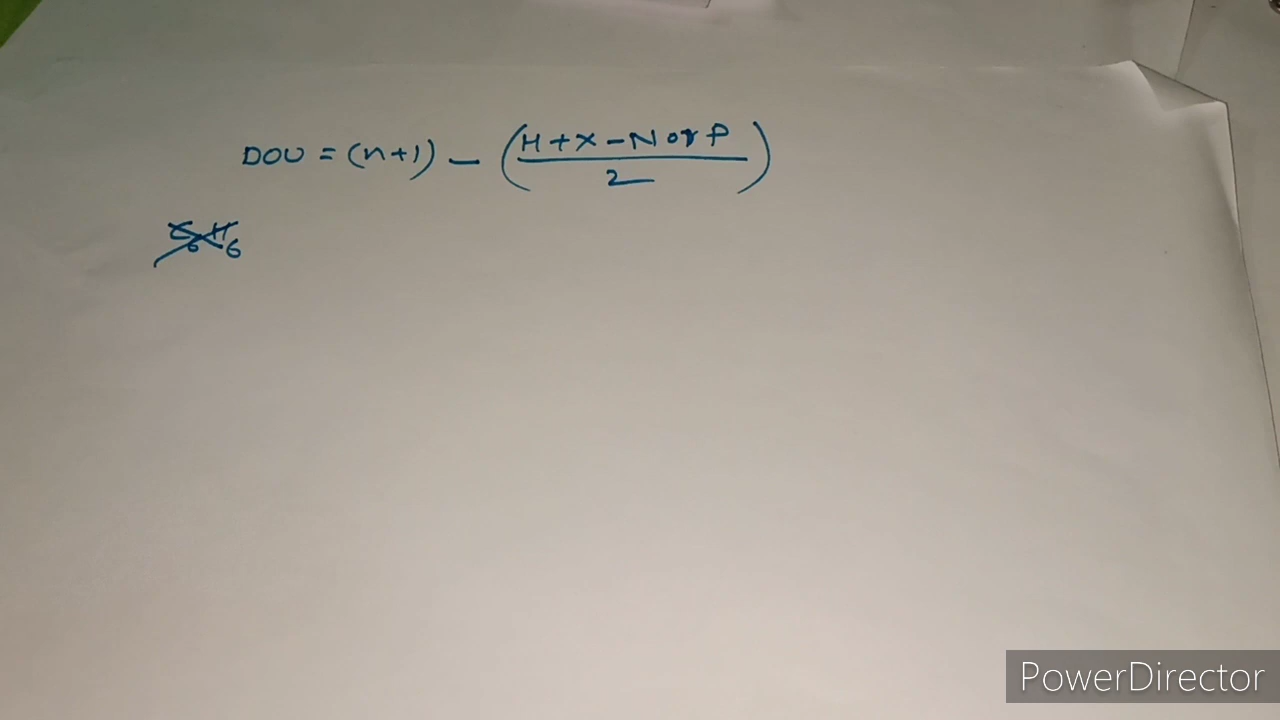 DOU = (n+1) - (H+X-N or P / 2)
C6H6
PowerDirector